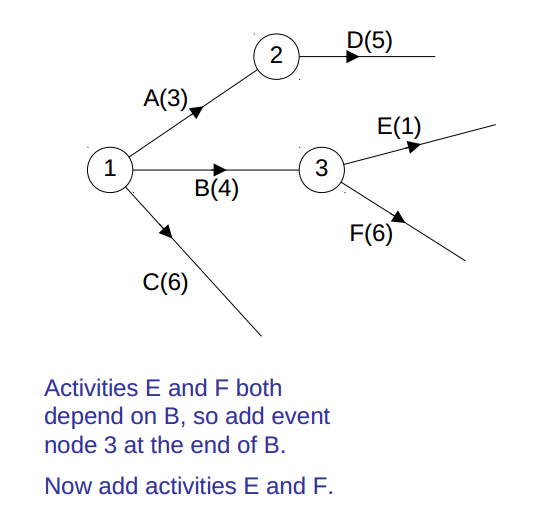 2
D(5)
A(3)
E(1)
1
3
B(4)
F(6)
C(6)
Activities E and F both
depend on B, so add event
node 3 at the end of B.
Now add activities E and F.